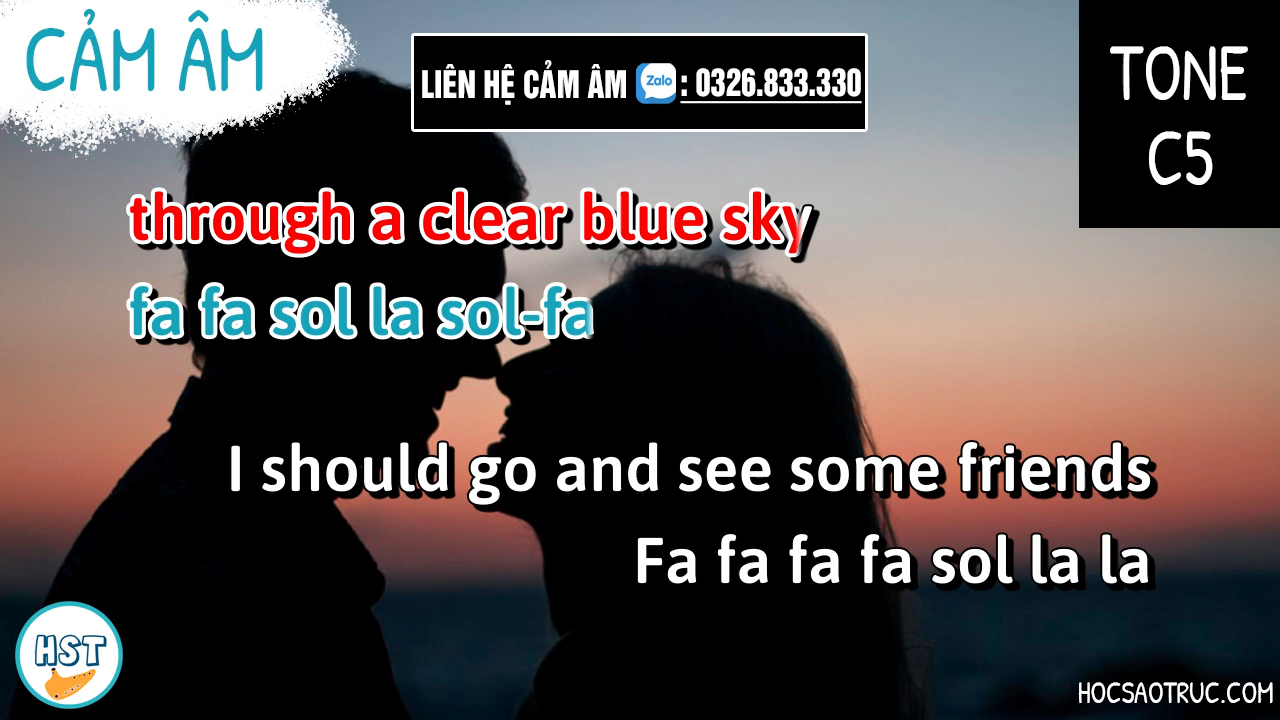 CẢM ÂM
LIÊN HỆ CẢM ÂM Zalo : 0326.833.330
TONE
C5
through a clear blue sky
fa fa sol la sol-fa
I should go and see some friends
Fa fa fa fa sol la la
HST
HOCSAOTRUC.COM